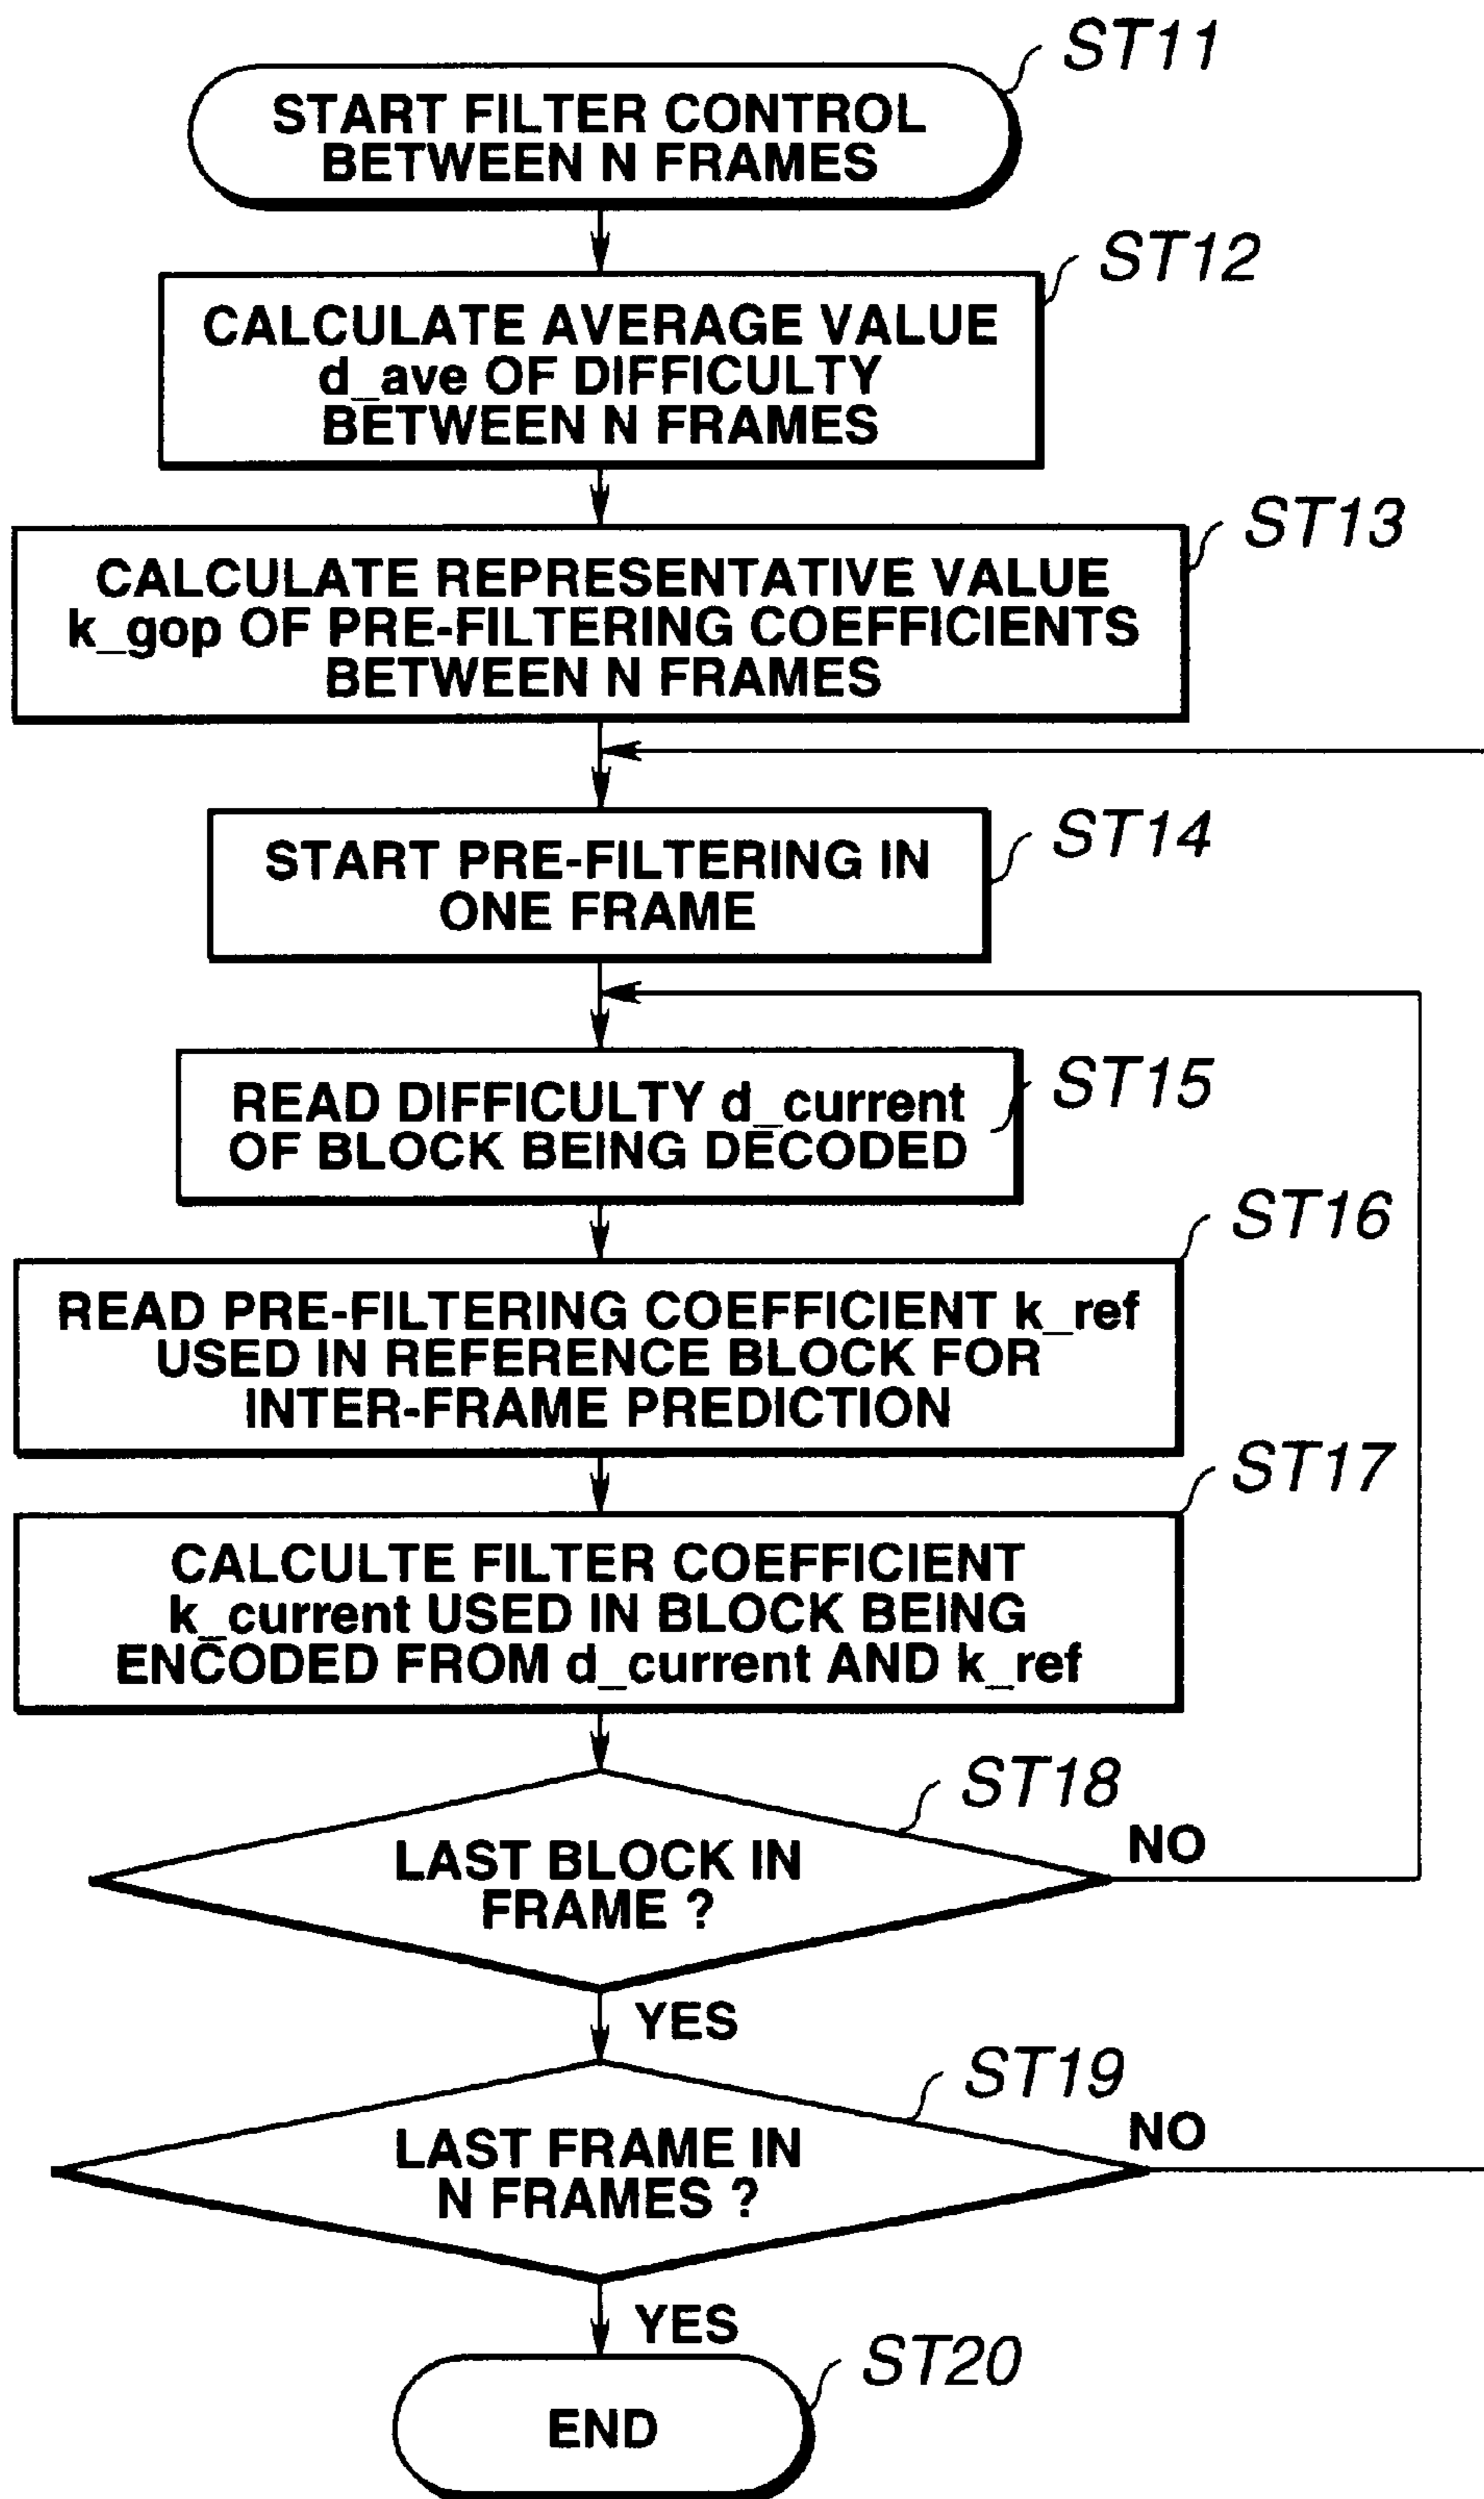 ST11
START FILTER CONTROL
BETWEEN N FRAMES
ST12
CALCULATE AVERAGE VALUE
d_ave OF DIFFICULTY
BETWEEN N FRAMES
ST13
CALCULATE REPRESENTATIVE VALUE
k_gop OF PRE-FILTERING COEFFICIENTS
BETWEEN N FRAMES
ST14
START PRE-FILTERING IN
ONE FRAME
ST15
READ DIFFICULTY d_current
OF BLOCK BEING DECODED
ST16
READ PRE-FILTERING COEFFICIENT k_ref
USED IN REFERENCE BLOCK FOR
INTER-FRAME PREDICTION
ST17
CALCULTE FILTER COEFFICIENT
k_current USED IN BLOCK BEING
ENCODED FROM d_current AND k_ref
ST18
LAST BLOCK IN
FRAME ?
NO
YES
ST19
LAST FRAME IN
N FRAMES ?
NO
YES
ST20
END